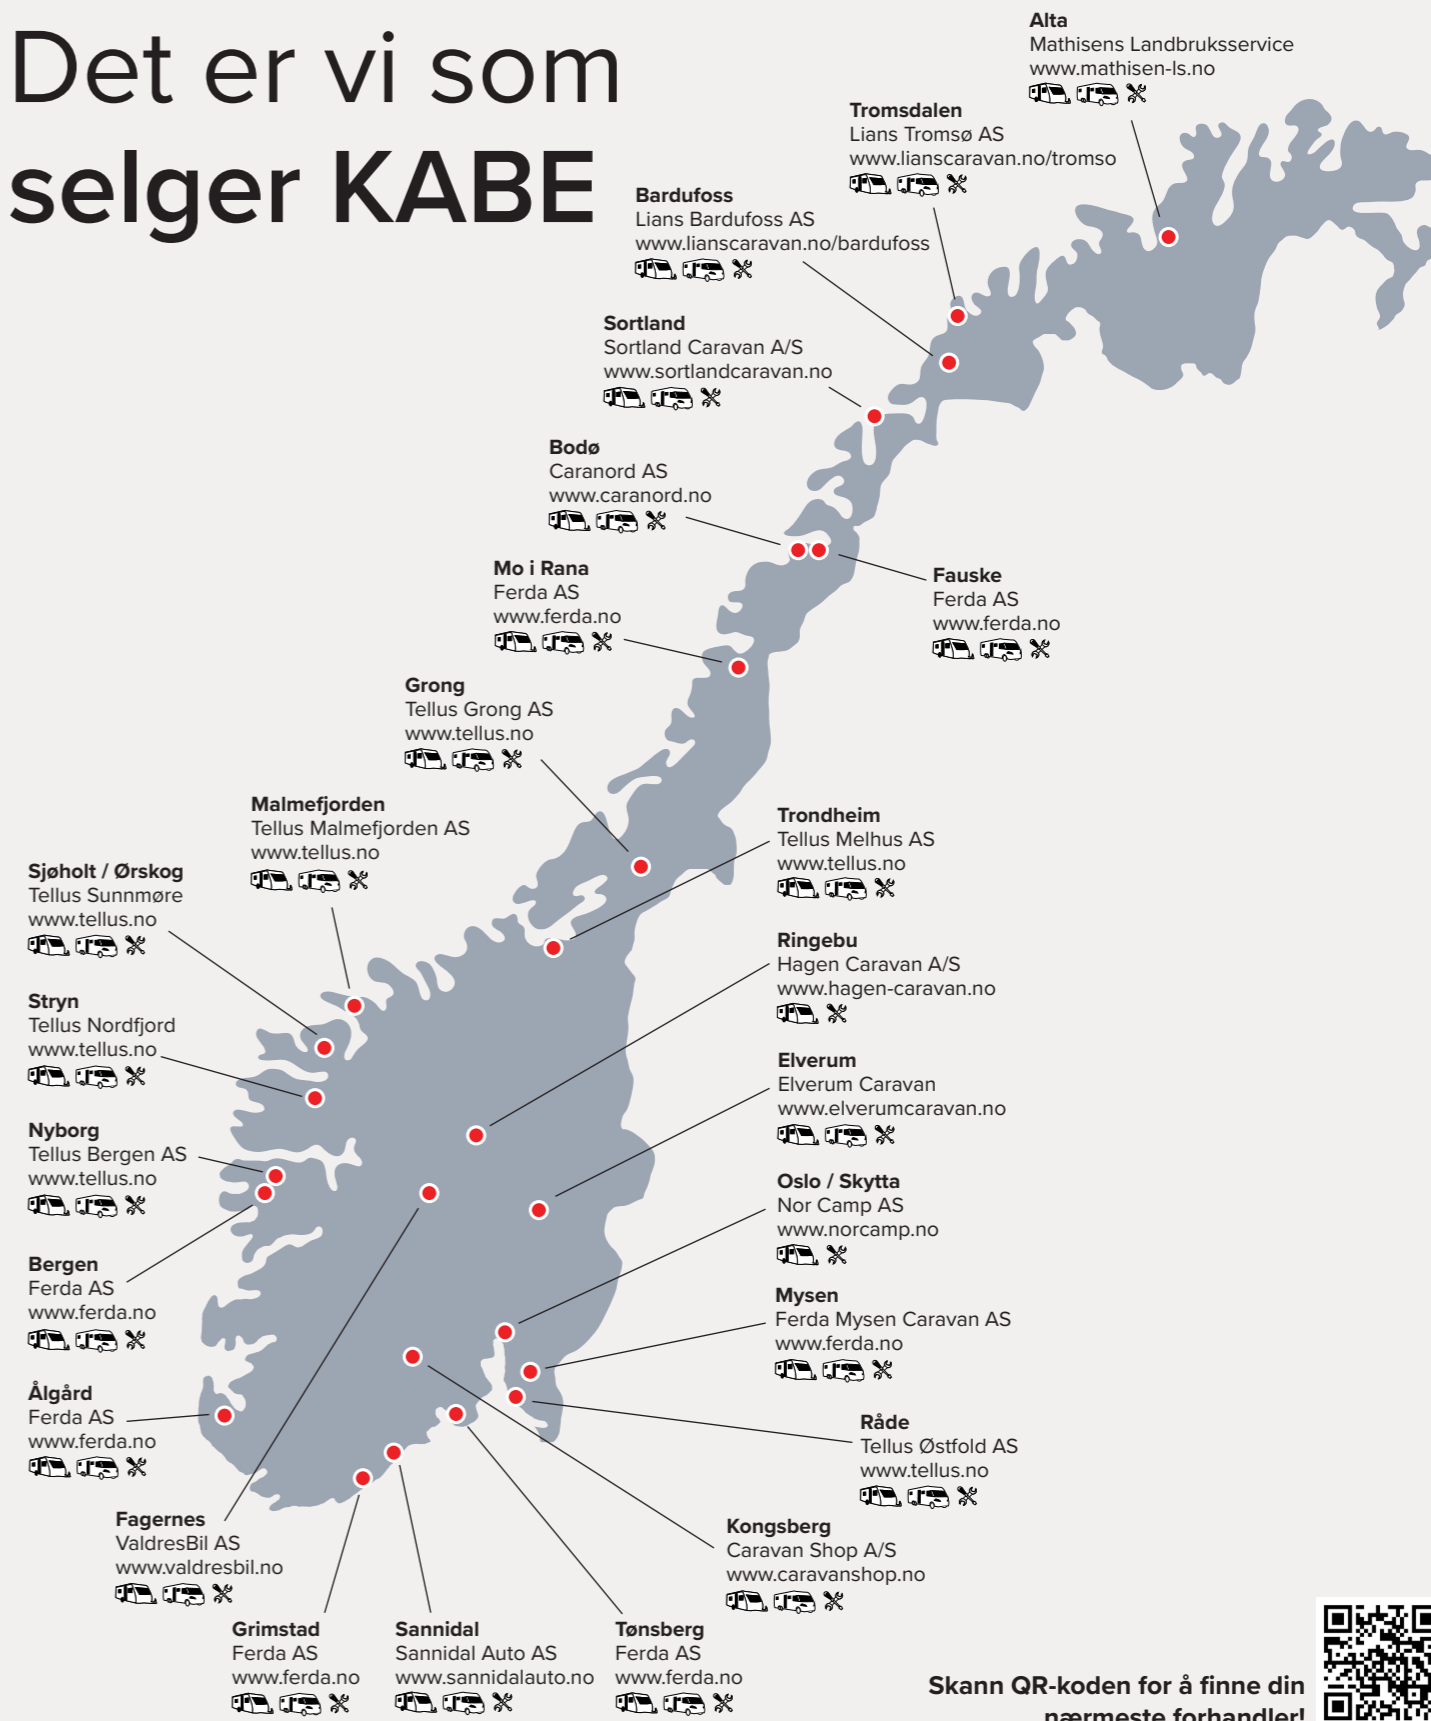 Det er vi som
selger KABE
Alta
Mathisens Landbruksservice
www.mathisen-ls.no
Tromsdalen
Lians Tromsø AS
www.lianscaravan.no/tromso
Bardufoss
Lians Bardufoss AS
www.lianscaravan.no/bardufoss
Sortland
Sortland Caravan A/S
www.sortlandcaravan.no
Bodø
Caranord AS
www.caranord.no
Mo i Rana
Ferda AS
www.ferda.no
Fauske
Ferda AS
www.ferda.no
Grong
Tellus Grong AS
www.tellus.no
Malmefjorden
Tellus Malmefjorden AS
www.tellus.no
Trondheim
Tellus Melhus AS
www.tellus.no
Sjøholt / Ørskog
Tellus Sunnmøre
www.tellus.no
Ringebu
Hagen Caravan A/S
www.hagen-caravan.no
Stryn
Tellus Nordfjord
www.tellus.no
Elverum
Elverum Caravan
www.elverumcaravan.no
Nyborg
Tellus Bergen AS
www.tellus.no
Oslo / Skytta
Nor Camp AS
www.norcamp.no
Bergen
Ferda AS
www.ferda.no
Mysen
Ferda Mysen Caravan AS
www.ferda.no
Ålgård
Ferda AS
www.ferda.no
Råde
Tellus Østfold AS
www.tellus.no
Fagernes
ValdresBil AS
www.valdresbil.no
Kongsberg
Caravan Shop A/S
www.caravanshop.no
Grimstad
Ferda AS
www.ferda.no
Sannidal
Sannidal Auto AS
www.sannidalauto.no
Tønsberg
Ferda AS
www.ferda.no
Skann QR-koden for å finne din
nærmeste forhandler!